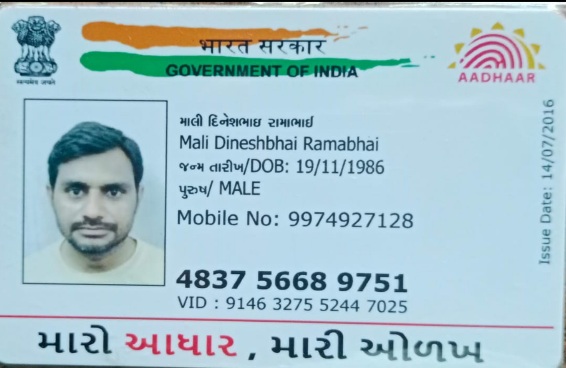 भारत सरकार
GOVERNMENT OF INDIA
AADHAAR
सत्यमेव जयते
માલી દિનેશભાઇ રામાભાઈ
Mali Dineshbhai Ramabhai
જન્મ તારીખ/DOB: 19/11/1986
પુરુષ/ MALE
Mobile No: 9974927128
4837 5668 9751
VID : 9146 3275 5244 7025
Issue Date: 14/07/2016
મારો આધાર , મારી ઓળખ